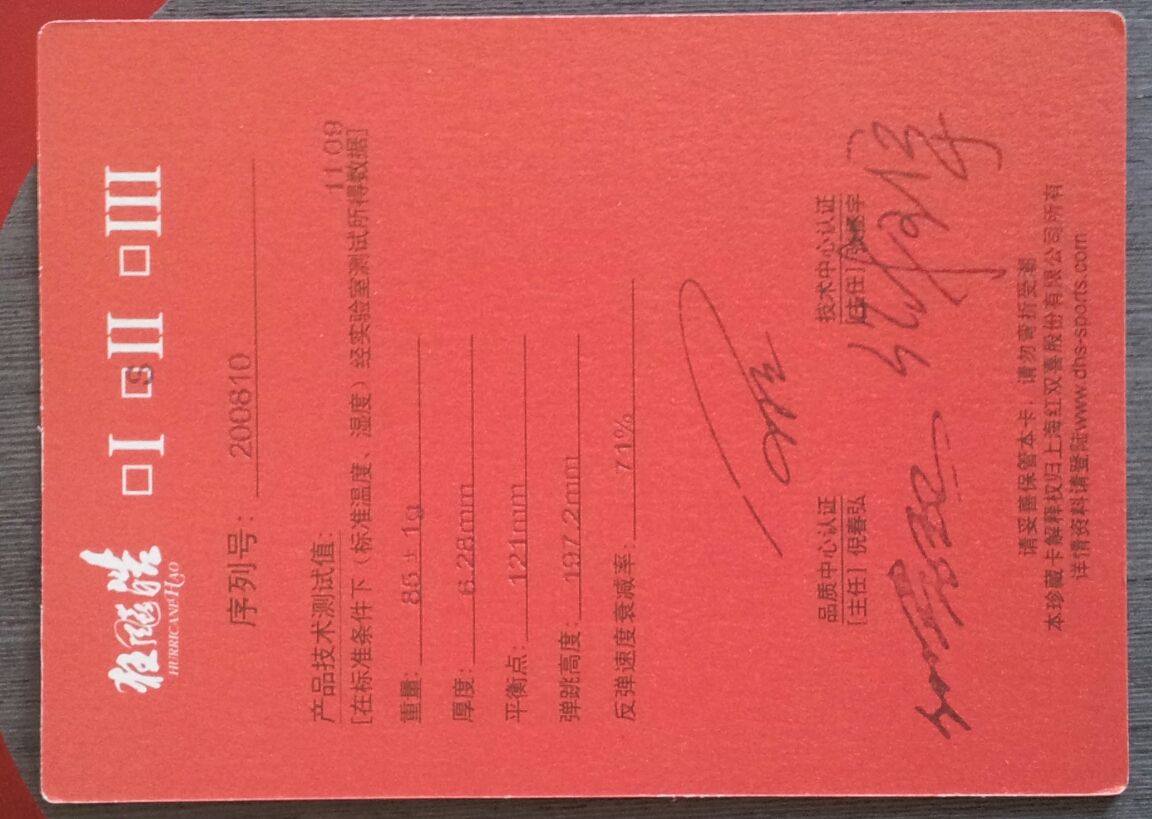 狂飚皓
HURRICANE HAO
□I □S II □III
序列号: 200810
产品技术测试值:
1109
[在标准条件下(标准温度、湿度)经实验室测试所得数据]
重量: 86±1g
厚度: 6.28mm
平衡点: 121mm
弹跳高度: 197.2mm
反弹速度衰减率: 71%
品质中心认证
[主任] 倪春弘
技术中心认证
[主任]
请妥善保管本卡,请勿弯折受潮
本珍藏卡解释权归上海红双喜股份有限公司所有
详情资料请登陆www.dhs-sports.com